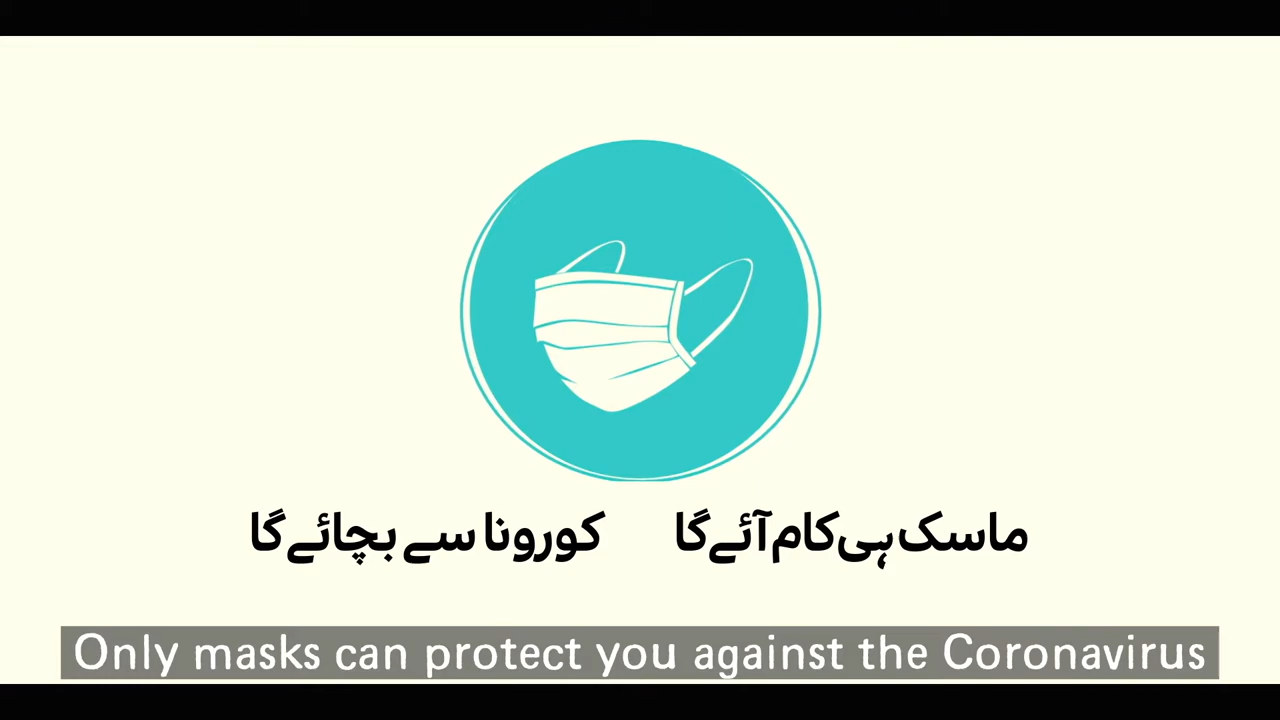 ماسک ہی کام آئے گا کورونا سے بچائے گا
Only masks can protect you against the Coronavirus